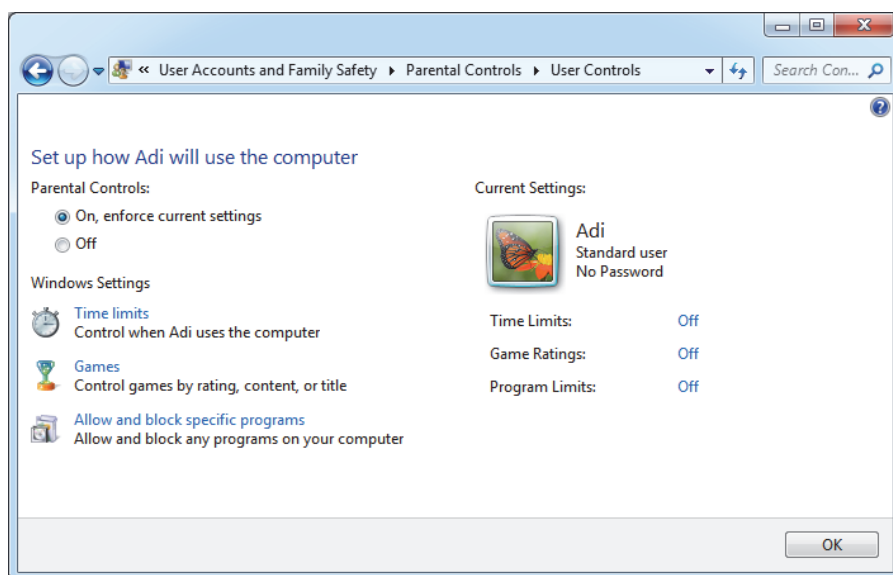 « User Accounts and Family Safety Parental Controls User Controls
Search Con...
Set up how Adi will use the computer
Parental Controls:
On, enforce current settings
Off
Windows Settings
Time limits
Control when Adi uses the computer
Games
Control games by rating, content, or title
Allow and block specific programs
Allow and block any programs on your computer
Current Settings:
Adi
Standard user
No Password
Time Limits: Off
Game Ratings: Off
Program Limits: Off
OK